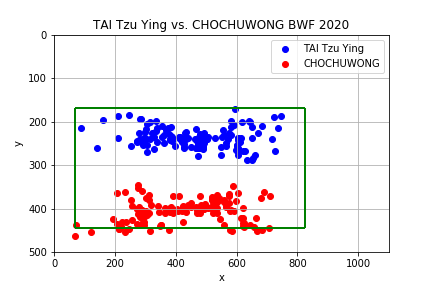 TAI Tzu Ying vs. CHOCHUWONG BWF 2020
TAI Tzu Ying
CHOCHUWONG
0
100
200
300
400
500
y
0 200 400 600 800 1000
x